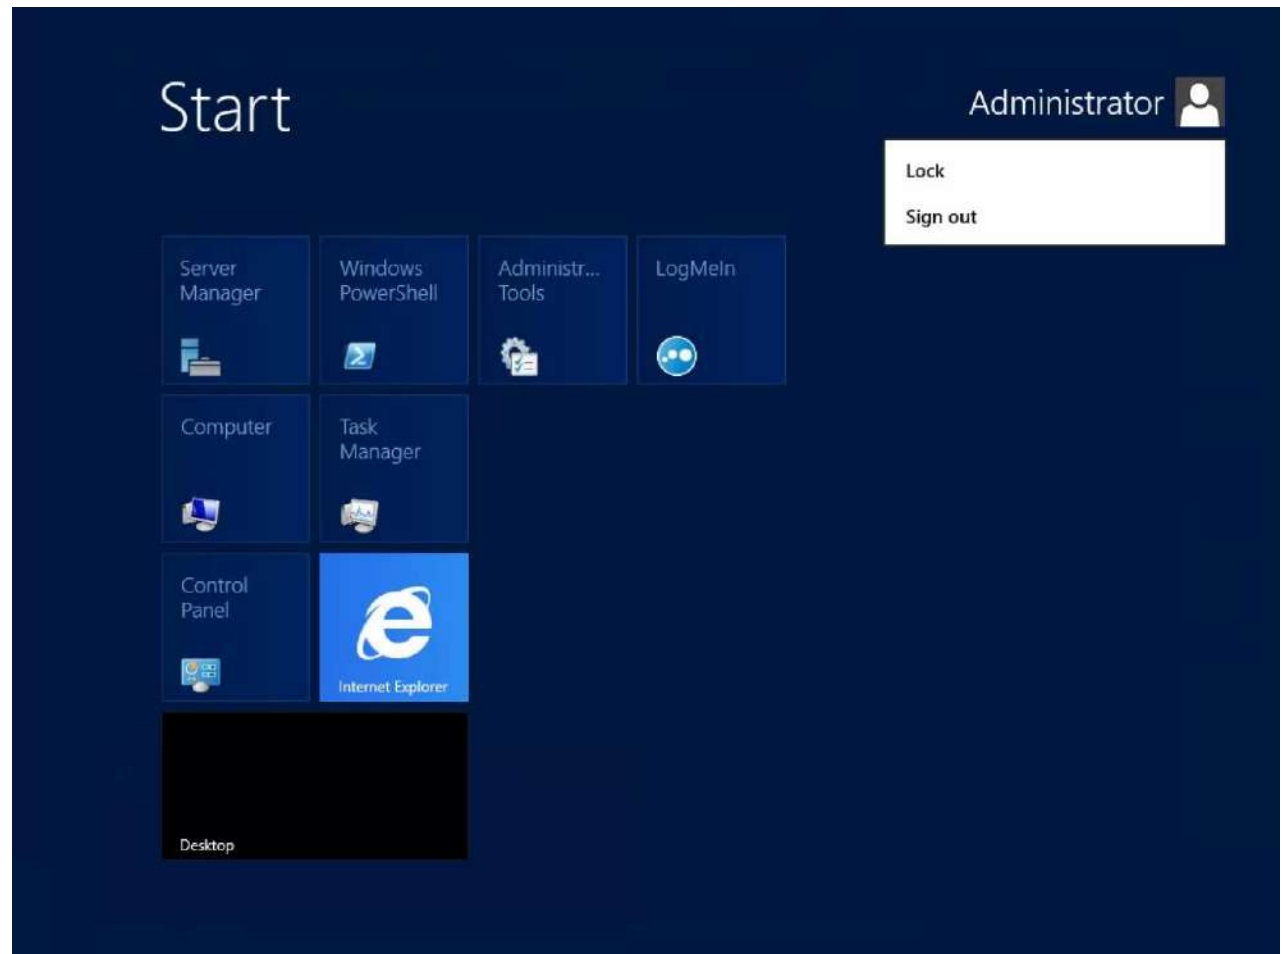 Start
Administrator
Lock
Sign out
Server
Manager
Windows
PowerShell
Administr...
Tools
LogMeIn
Computer
Task
Manager
Control
Panel
Internet Explorer
Desktop